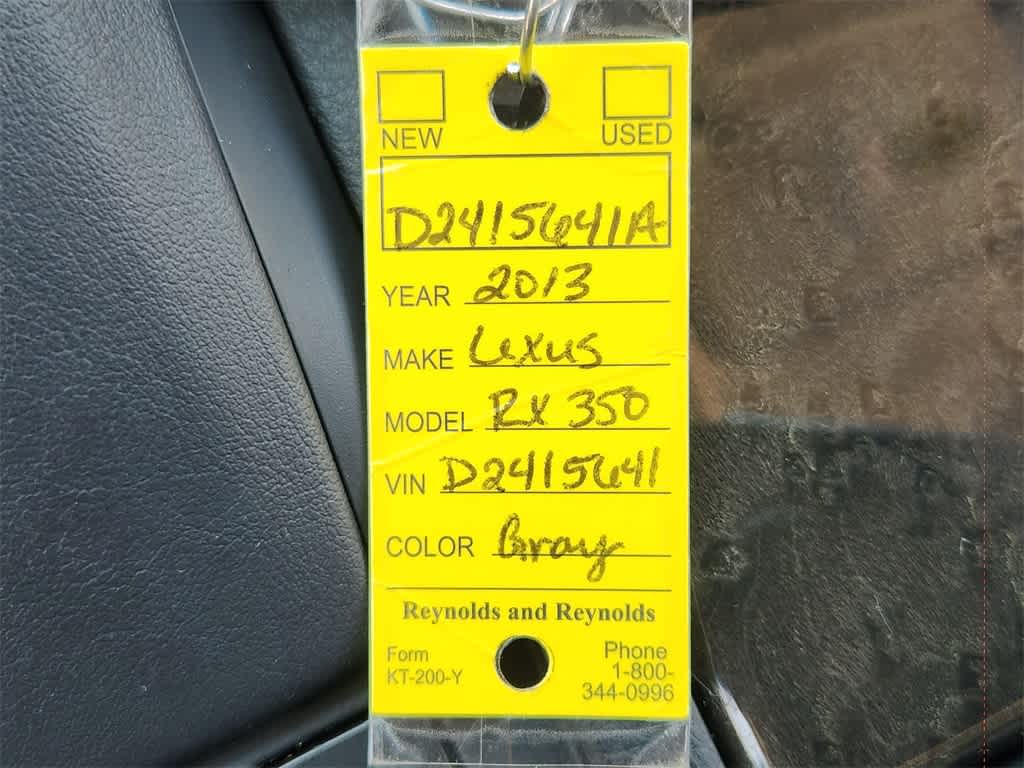 NEW USED
D2415641A
YEAR 2013
MAKE Lexus
MODEL RX 350
VIN D2415641
COLOR Gray
Reynolds and Reynolds
Form
KT-200-Y
Phone
1-800-
344-0996